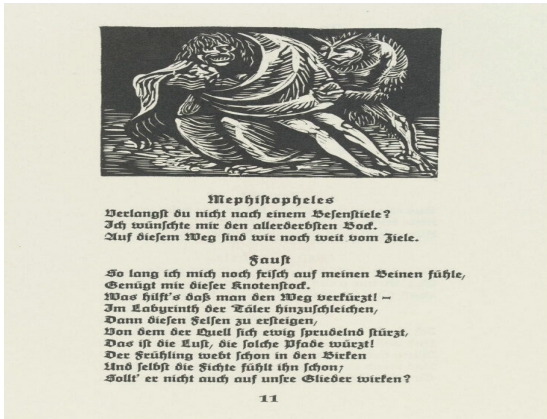 Mephistopheles
Verlangst du nicht nach einem Besenstiele?
Ich wünschte mir den allerderbsten Bock.
Auf diesem Weg sind wir noch weit vom Ziele.
Faust
So lang ich mich noch frisch auf meinen Beinen fühle,
Genügt mir dieser Knotenstock.
Was hilft's daß man den Weg verkürzt! –
Im Labyrinth der Täler hinzuschleichen,
Dann diesen Felsen zu ersteigen,
Von dem der Quell sich ewig sprudelnd stürzt,
Das ist die Lust, die solche Pfade würzt!
Der Frühling webt schon in den Birken
Und selbst die Fichte fühlt ihn schon;
Sollt' er nicht auch auf unsre Glieder wirken?
11